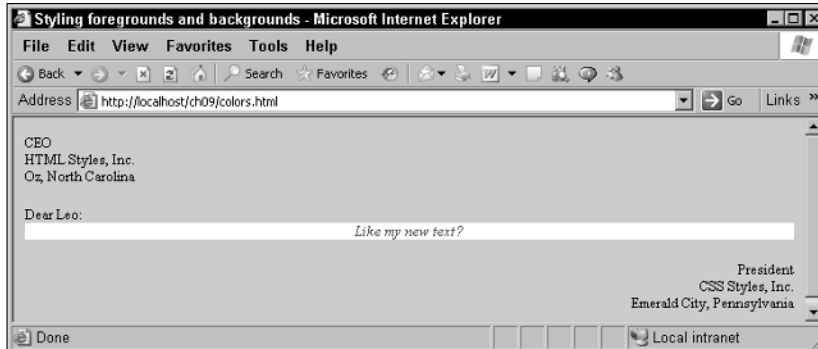 Styling foregrounds and backgrounds - Microsoft Internet Explorer
File Edit View Favorites Tools Help
Back Search Favorites
Address http://localhost/ch09/colors.html Go Links »
CEO
HTML Styles, Inc.
Oz, North Carolina
Dear Leo:
Like my new text?
President
CSS Styles, Inc.
Emerald City, Pennsylvania
Done Local intranet